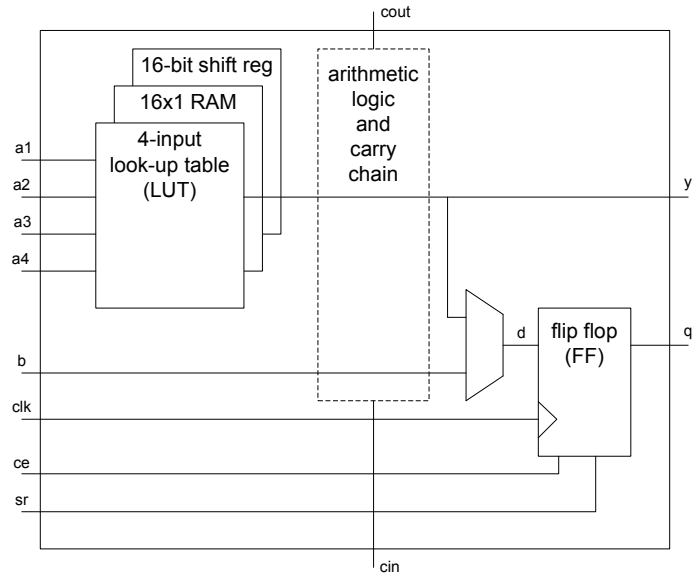 cout
16-bit shift reg
16x1 RAM
4-input
look-up table
(LUT)
arithmetic
logic
and
carry
chain
a1
a2
a3
a4
y
b
d
flip flop
(FF)
q
clk
ce
sr
cin